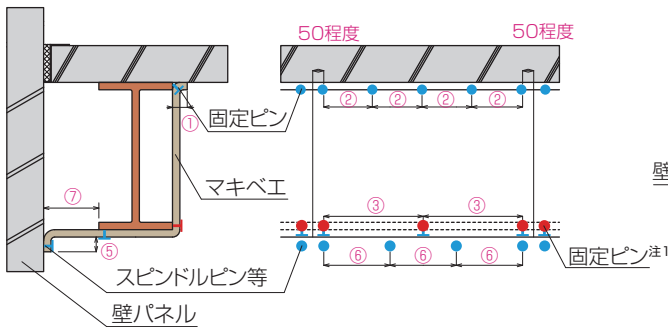 50程度
50程度
② ② ② ②
固定ピン
①
マキベエ
壁
⑦
③ ③
⑤
固定ピン注1
スピンドルピン等
⑥ ⑥ ⑥
壁パネル